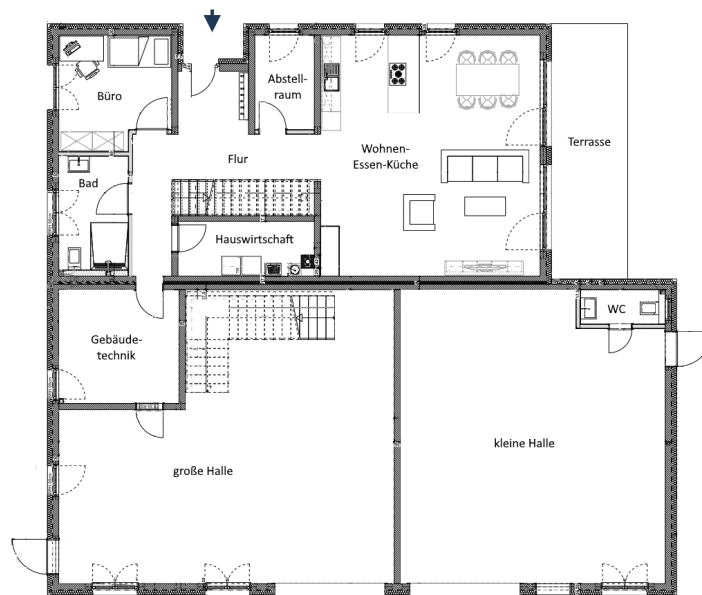 Abstell-
raum
Büro
Wohnen-
Essen-Küche
Terrasse
Flur
Bad
Hauswirtschaft
WC
Gebäude-
technik
kleine Halle
große Halle